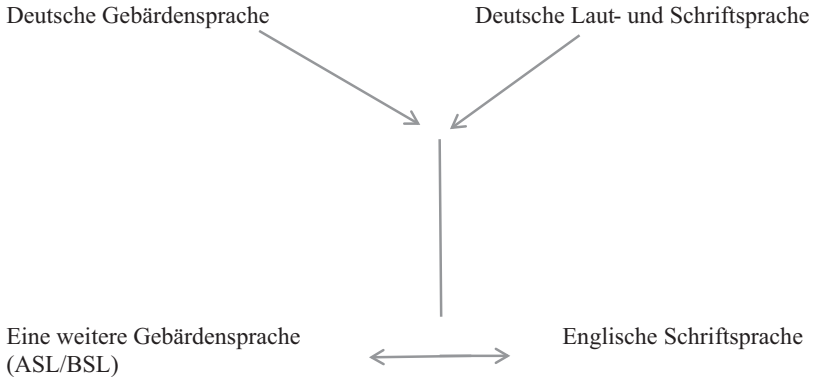 Deutsche Gebärdensprache
Deutsche Laut- und Schriftsprache
Eine weitere Gebärdensprache
(ASL/BSL)
Englische Schriftsprache